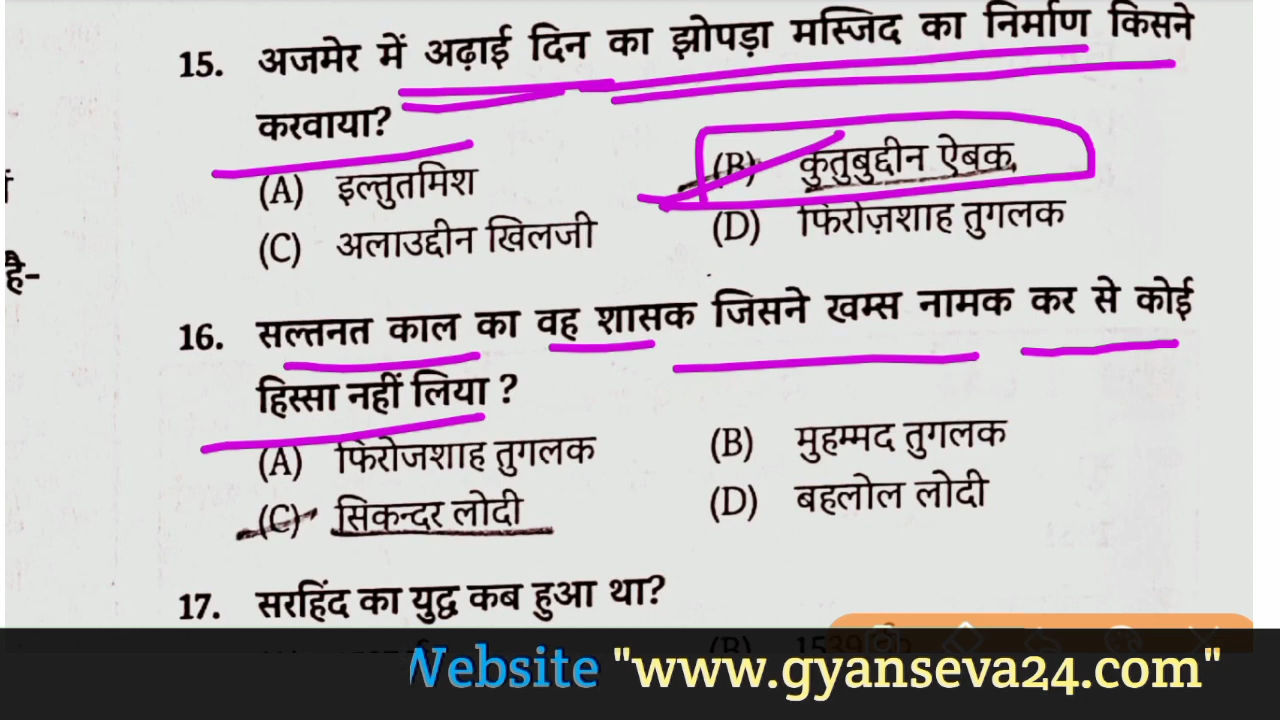 15. अजमेर में अढ़ाई दिन का झोपड़ा मस्जिद का निर्माण किसने
करवाया?
(A) इल्तुतमिश (B) कुतुबुद्दीन ऐबक
(C) अलाउद्दीन खिलजी (D) फिरोज़शाह तुगलक
है-
16. सल्तनत काल का वह शासक जिसने खम्स नामक कर से कोई
हिस्सा नहीं लिया ?
(A) फिरोजशाह तुगलक (B) मुहम्मद तुगलक
(C) सिकन्दर लोदी (D) बहलोल लोदी
17. सरहिंद का युद्ध कब हुआ था?
(B) 1539
Website "www.gyanseva24.com"